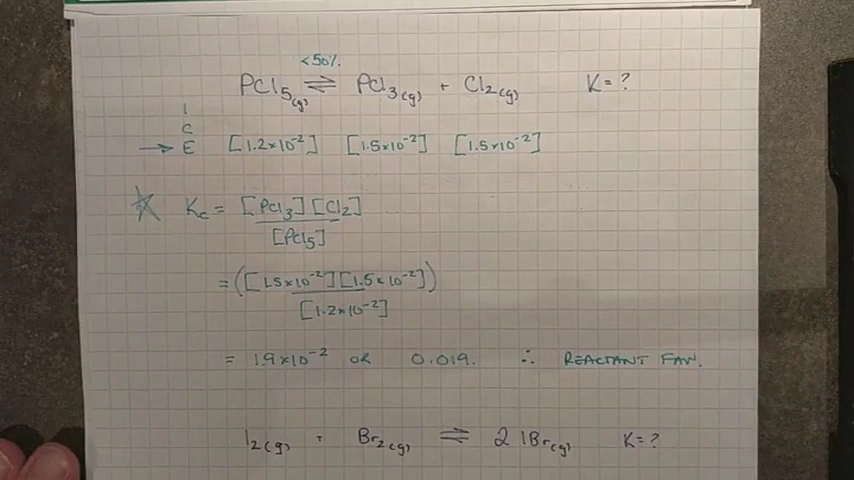 <50%.
PCl5(g) ⇌ PCl3(g) + Cl2(g) K = ?
I
C
→ E [1.2×10⁻²] [1.5×10⁻²] [1.5×10⁻²]
Kc = [PCl3][Cl2]
[PCl5]
= ([1.5×10⁻²][1.5×10⁻²])
[1.2×10⁻²]
= 1.9×10⁻² OR 0.019. ∴ REACTANT FAV.
I2(g) + Br2(g) ⇌ 2 IBr(g) K = ?